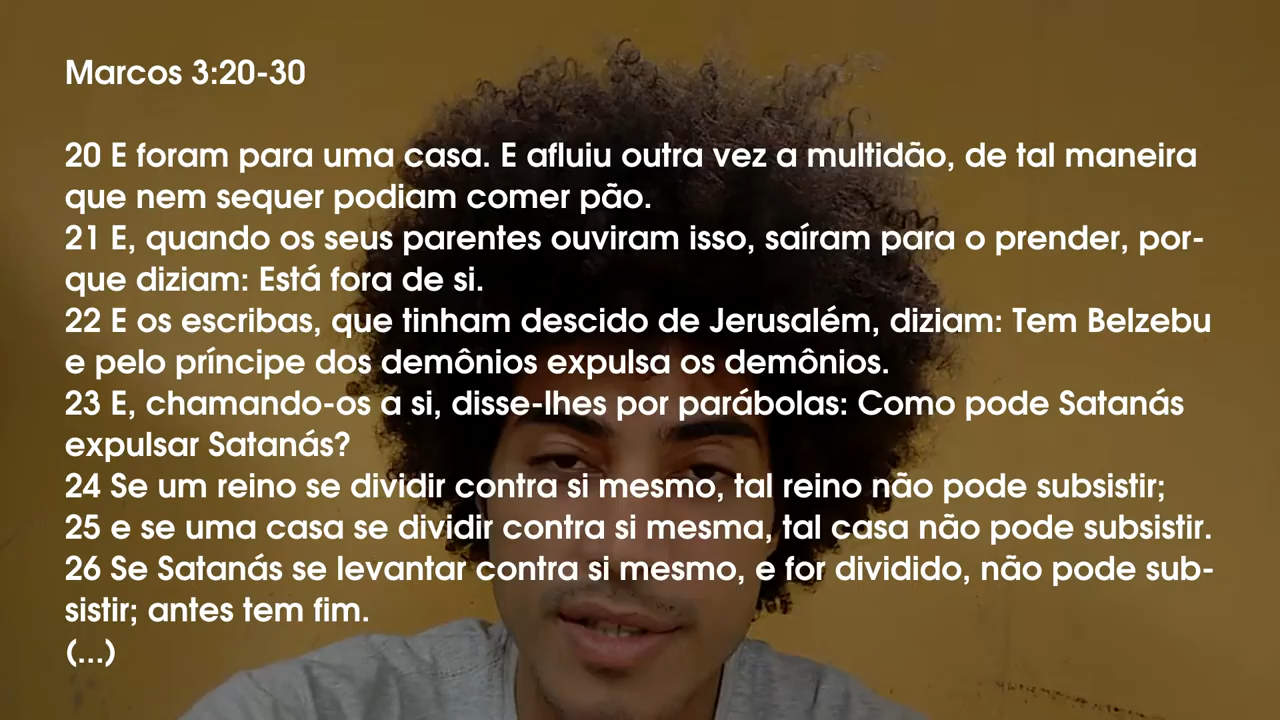 Marcos 3:20-30
20 E foram para uma casa. E afluiu outra vez a multidão, de tal maneira
que nem sequer podiam comer pão.
21 E, quando os seus parentes ouviram isso, saíram para o prender, por-
que diziam: Está fora de si.
22 E os escribas, que tinham descido de Jerusalém, diziam: Tem Belzebu
e pelo príncipe dos demônios expulsa os demônios.
23 E, chamando-os a si, disse-lhes por parábolas: Como pode Satanás
expulsar Satanás?
24 Se um reino se dividir contra si mesmo, tal reino não pode subsistir;
25 e se uma casa se dividir contra si mesma, tal casa não pode subsistir.
26 Se Satanás se levantar contra si mesmo, e for dividido, não pode sub-
sistir; antes tem fim.
(...)